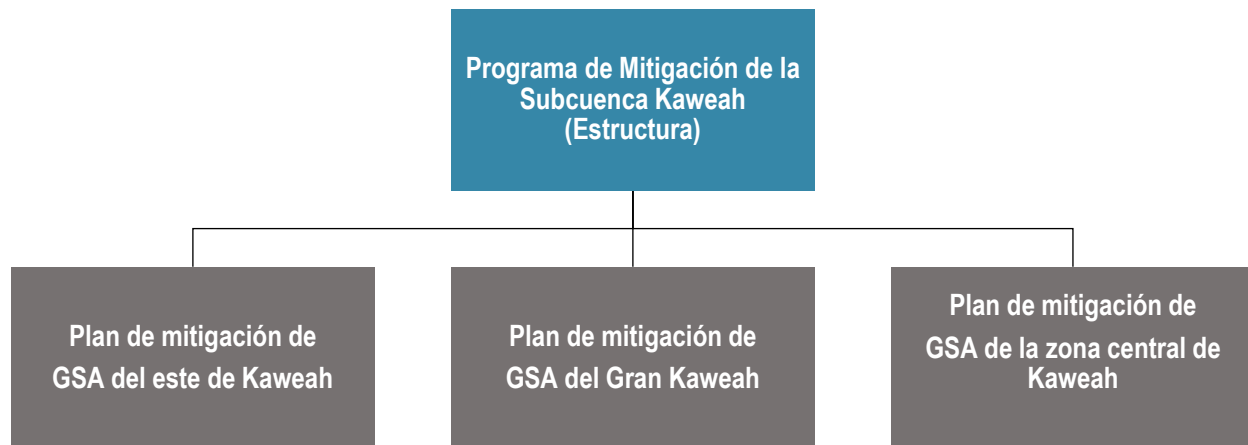 Programa de Mitigación de la
Subcuenca Kaweah
(Estructura)
Plan de mitigación de
GSA del este de Kaweah
Plan de mitigación de
GSA del Gran Kaweah
Plan de mitigación de
GSA de la zona central de
Kaweah